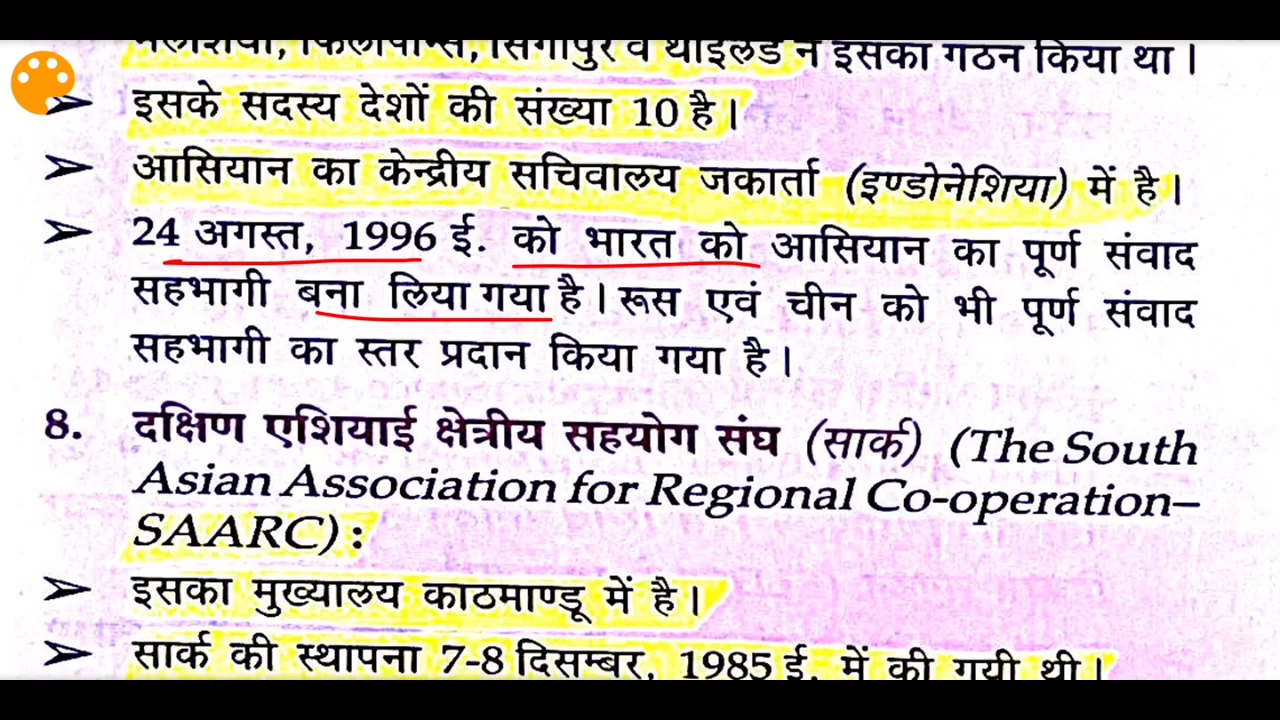 मलेशिया, फिलीपीन्स, सिंगापुर व थाईलैंड ने इसका गठन किया था।
➢ इसके सदस्य देशों की संख्या 10 है।
➢ आसियान का केन्द्रीय सचिवालय जकार्ता (इण्डोनेशिया) में है।
➢ 24 अगस्त, 1996 ई. को भारत को आसियान का पूर्ण संवाद
सहभागी बना लिया गया है। रूस एवं चीन को भी पूर्ण संवाद
सहभागी का स्तर प्रदान किया गया है।
8. दक्षिण एशियाई क्षेत्रीय सहयोग संघ (सार्क) (The South
Asian Association for Regional Co-operation–
SAARC) :
➢ इसका मुख्यालय काठमाण्डू में है।
➢ सार्क की स्थापना 7-8 दिसम्बर, 1985 ई. में की गयी थी।